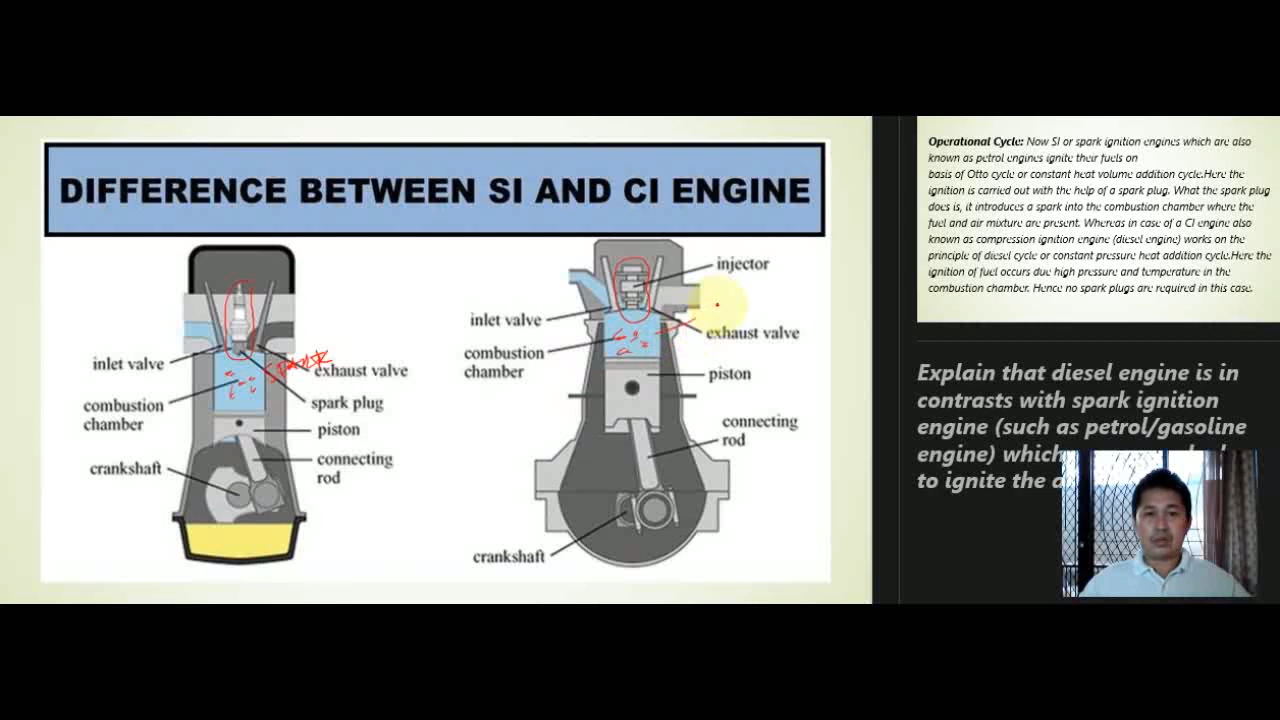 DIFFERENCE BETWEEN SI AND CI ENGINE
inlet valve
combustion
chamber
crankshaft
SPARK
exhaust valve
spark plug
piston
connecting
rod
injector
inlet valve
combustion
chamber
exhaust valve
piston
connecting
rod
crankshaft
Operational Cycle: Now SI or spark ignition engines which are also
known as petrol engines ignite their fuels on
basis of Otto cycle or constant heat volume addition cycle.Here the
ignition is carried out with the help of a spark plug. What the spark plug
does is, it introduces a spark into the combustion chamber where the
fuel and air mixture are present. Whereas in case of a CI engine also
known as compression ignition engine (diesel engine) works on the
principle of diesel cycle or constant pressure heat addition cycle.Here the
ignition of fuel occurs due high pressure and temperature in the
combustion chamber. Hence no spark plugs are required in this case.
Explain that diesel engine is in
contrasts with spark ignition
engine (such as petrol/gasoline
engine) which
to ignite the